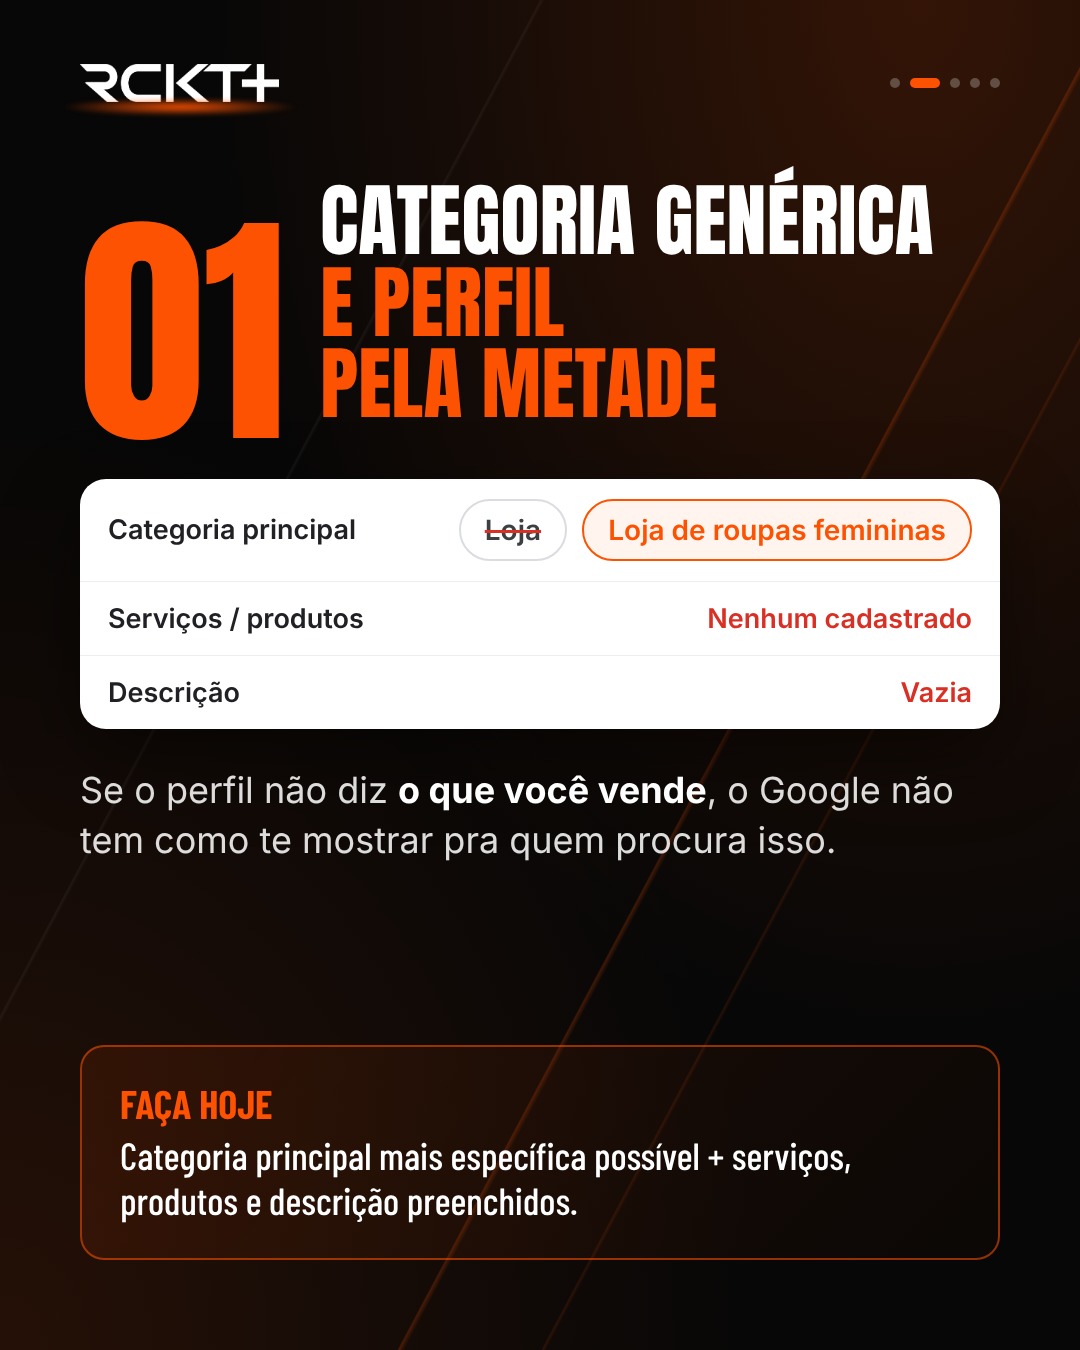 RCKT+
01
CATEGORIA GENÉRICA
E PERFIL
PELA METADE
Categoria principal Loja Loja de roupas femininas
Serviços / produtos Nenhum cadastrado
Descrição Vazia
Se o perfil não diz o que você vende, o Google não
tem como te mostrar pra quem procura isso.
FAÇA HOJE
Categoria principal mais específica possível + serviços,
produtos e descrição preenchidos.